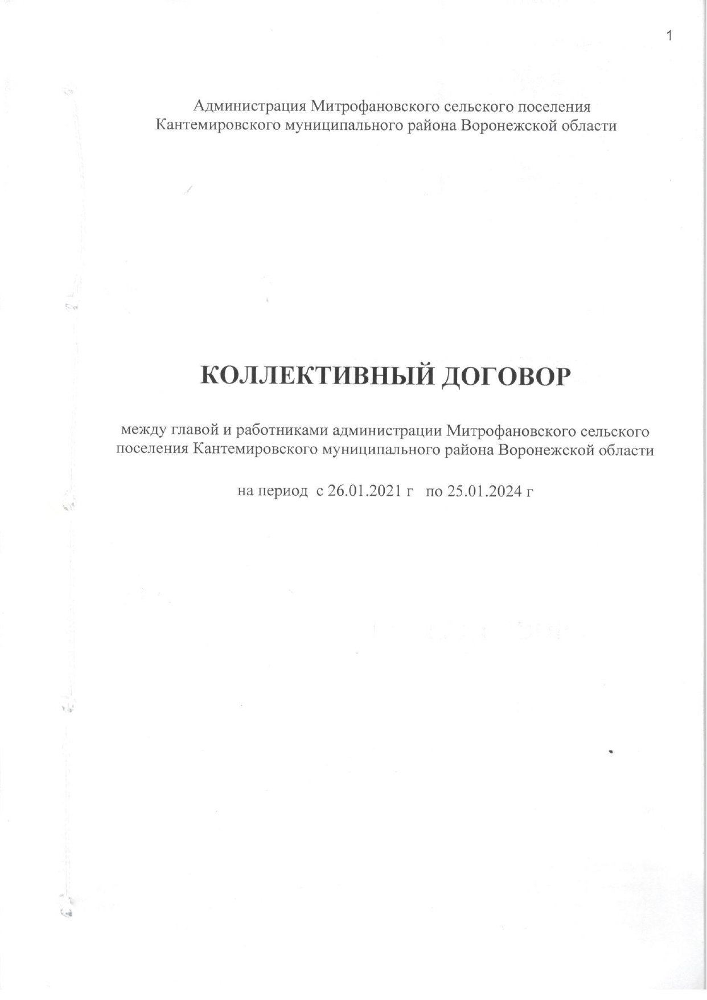 1
Администрация Митрофановского сельского поселения
Кантемировского муниципального района Воронежской области
КОЛЛЕКТИВНЫЙ ДОГОВОР
между главой и работниками администрации Митрофановского сельского
поселения Кантемировского муниципального района Воронежской области
на период с 26.01.2021 г по 25.01.2024 г